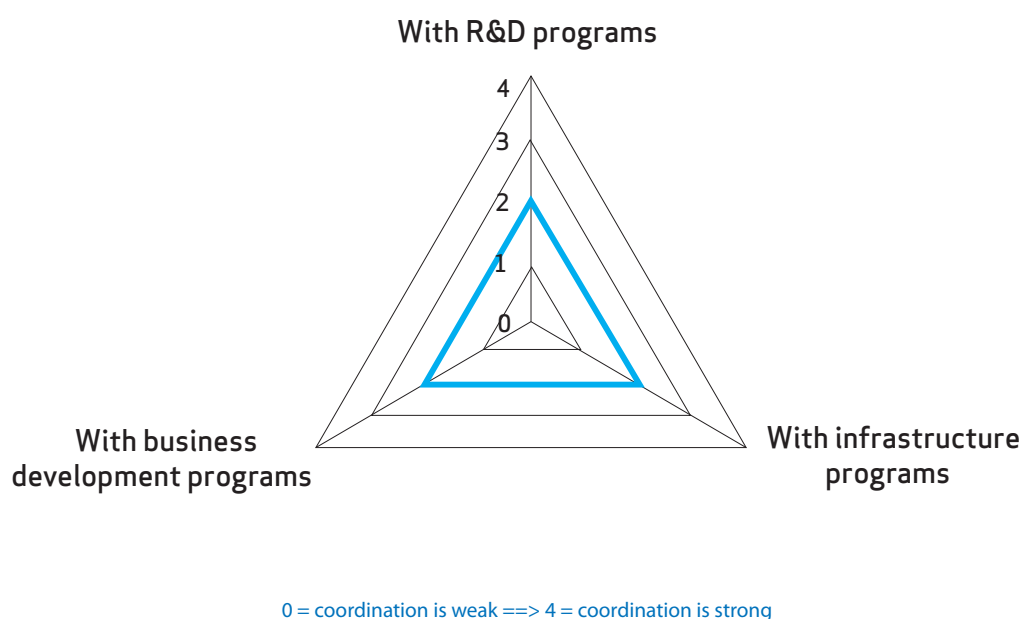 With R&D programs
4
3
2
1
0
With business
development programs
With infrastructure
programs
0 = coordination is weak ==> 4 = coordination is strong